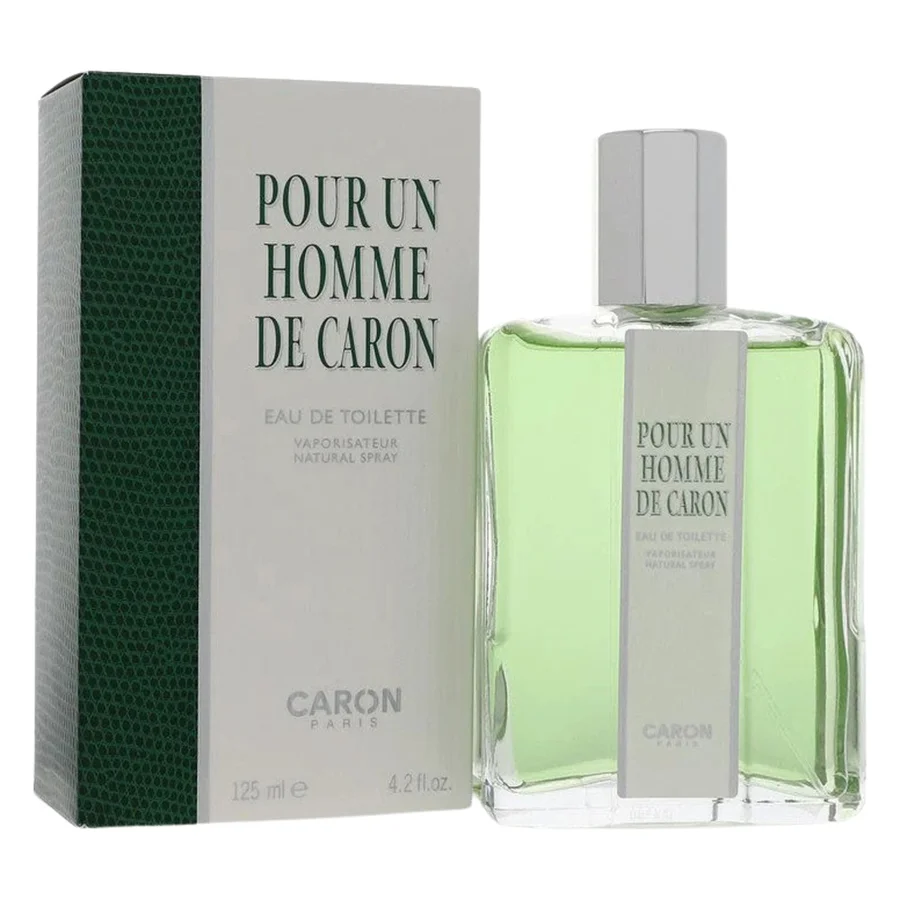 POUR UN
HOMME
DE CARON
EAU DE TOILETTE
VAPORISATEUR
NATURAL SPRAY
CARON
PARIS
125 ml ℮
4.2 fl.oz.
POUR UN
HOMME
DE CARON
EAU DE TOILETTE
VAPORISATEUR
NATURAL SPRAY
CARON
PARIS